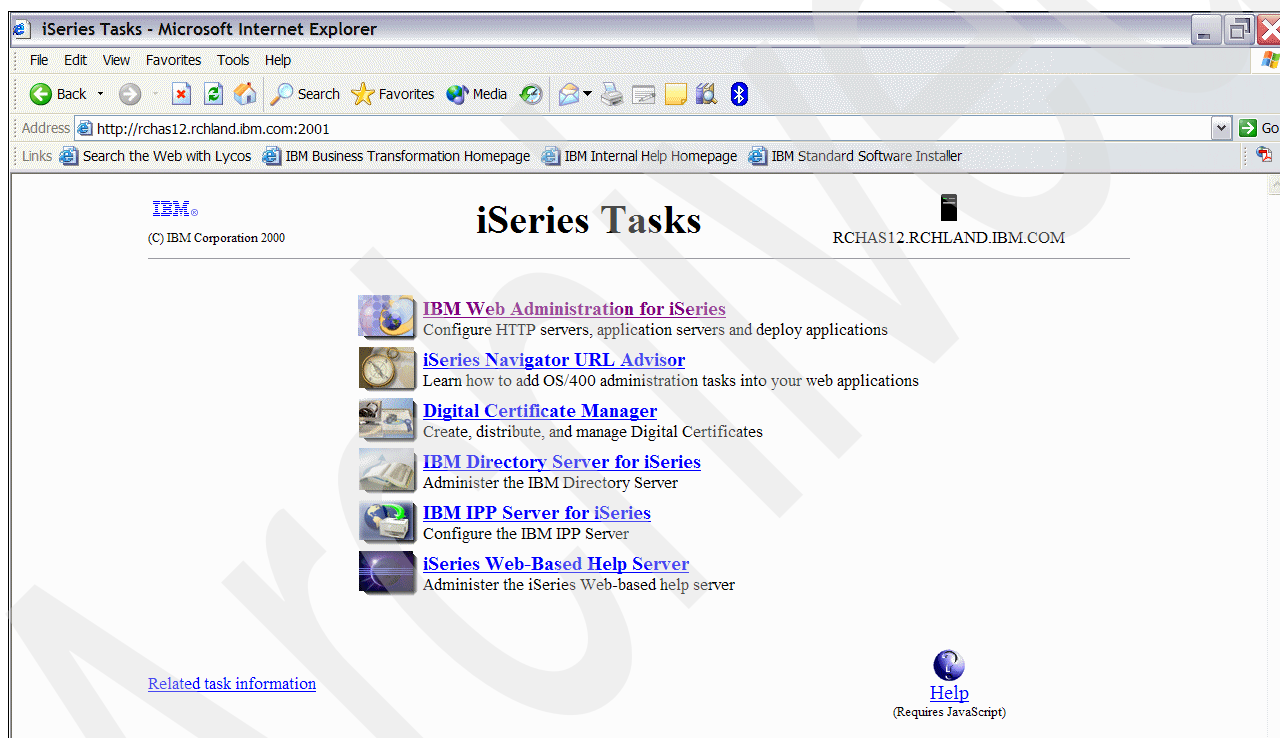 iSeries Tasks - Microsoft Internet Explorer
File Edit View Favorites Tools Help
Back Search Favorites Media
Address http://rchas12.rchland.ibm.com:2001 Go
Links Search the Web with Lycos IBM Business Transformation Homepage IBM Internal Help Homepage IBM Standard Software Installer
IBM®
(C) IBM Corporation 2000
iSeries Tasks
RCHAS12.RCHLAND.IBM.COM
IBM Web Administration for iSeries
Configure HTTP servers, application servers and deploy applications
iSeries Navigator URL Advisor
Learn how to add OS/400 administration tasks into your web applications
Digital Certificate Manager
Create, distribute, and manage Digital Certificates
IBM Directory Server for iSeries
Administer the IBM Directory Server
IBM IPP Server for iSeries
Configure the IBM IPP Server
iSeries Web-Based Help Server
Administer the iSeries Web-based help server
Related task information
Help
(Requires JavaScript)